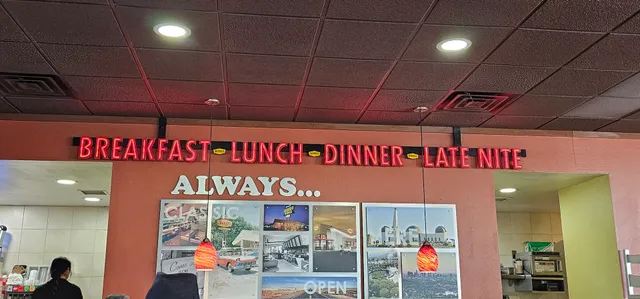 BREAKFAST LUNCH DINNER LATE NITE
ALWAYS...
CLASSIC
OPEN